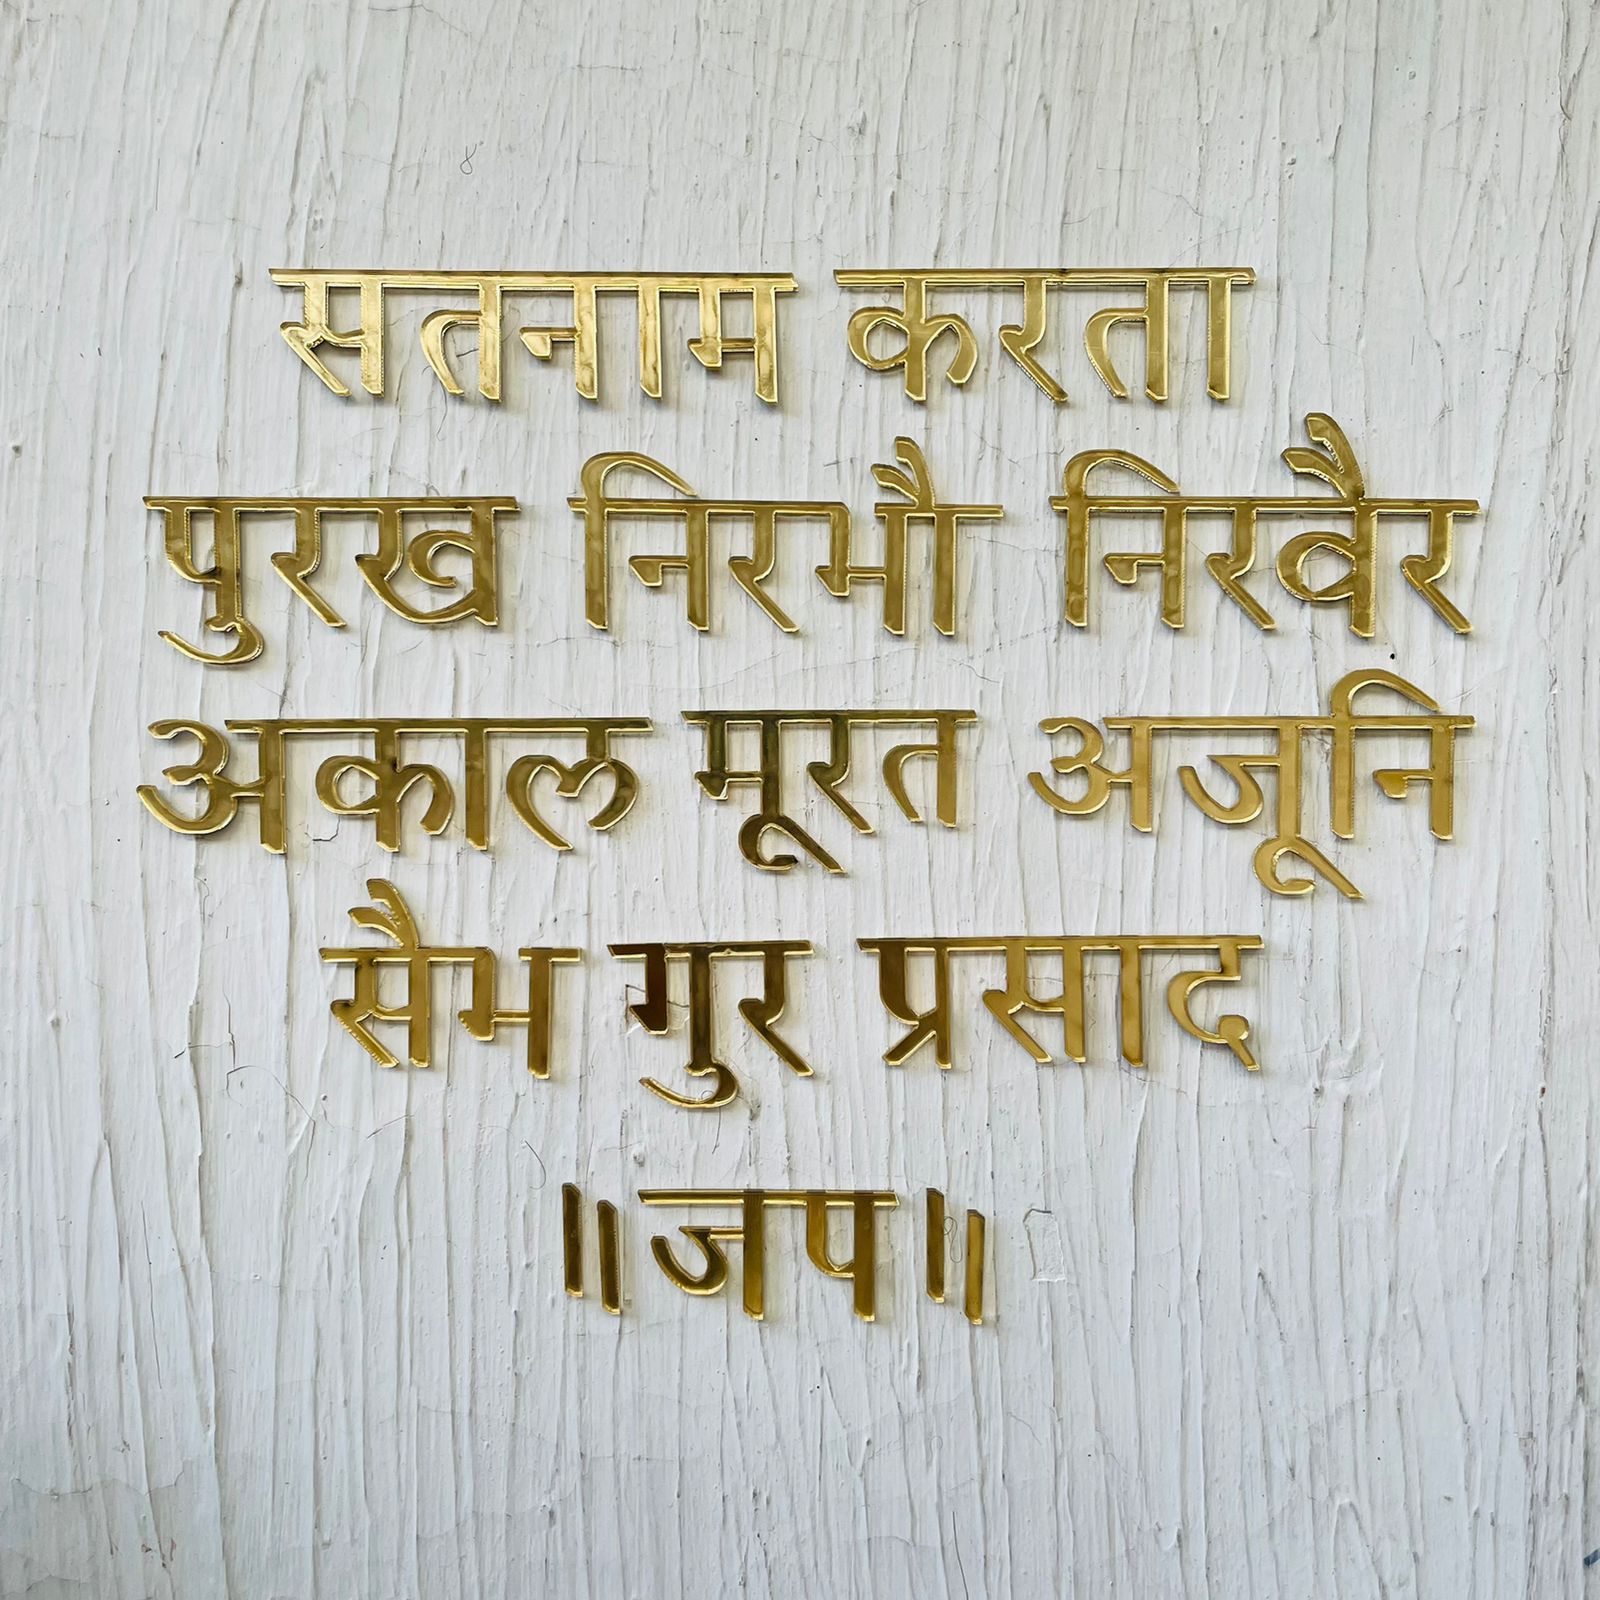 सतनाम करता
पुरख निरभौ निरवैर
अकाल मूरत अजूनि
सैभ गुर प्रसाद
॥जप॥